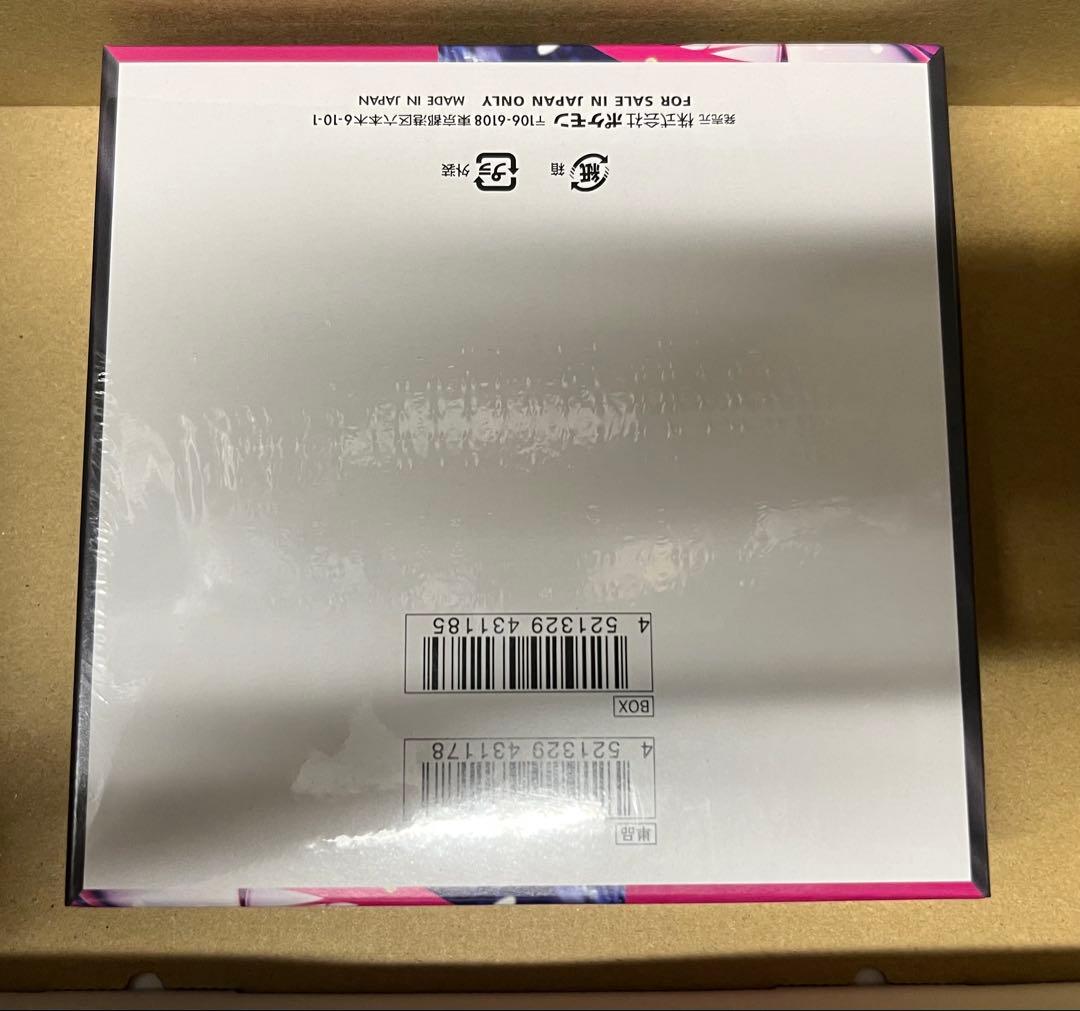 単品
4 521329 431178
BOX
4 521329 431185
紙 箱 プラ 外装
発売元 株式会社ポケモン 〒106-6108 東京都港区六本木6-10-1
FOR SALE IN JAPAN ONLY MADE IN JAPAN